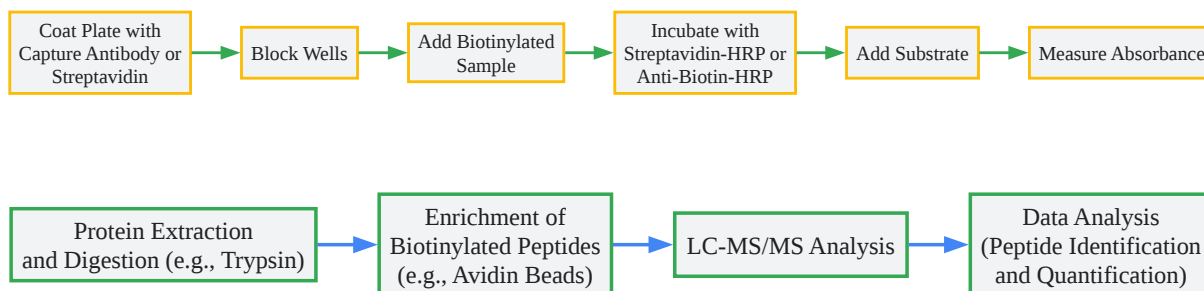 Coat Plate with
Capture Antibody or
Streptavidin
Block Wells
Add Biotinylated
Sample
Incubate with
Streptavidin-HRP or
Anti-Biotin-HRP
Add Substrate
Measure Absorbance
Protein Extraction
and Digestion (e.g., Trypsin)
Enrichment of
Biotinylated Peptides
(e.g., Avidin Beads)
LC-MS/MS Analysis
Data Analysis
(Peptide Identification
and Quantification)